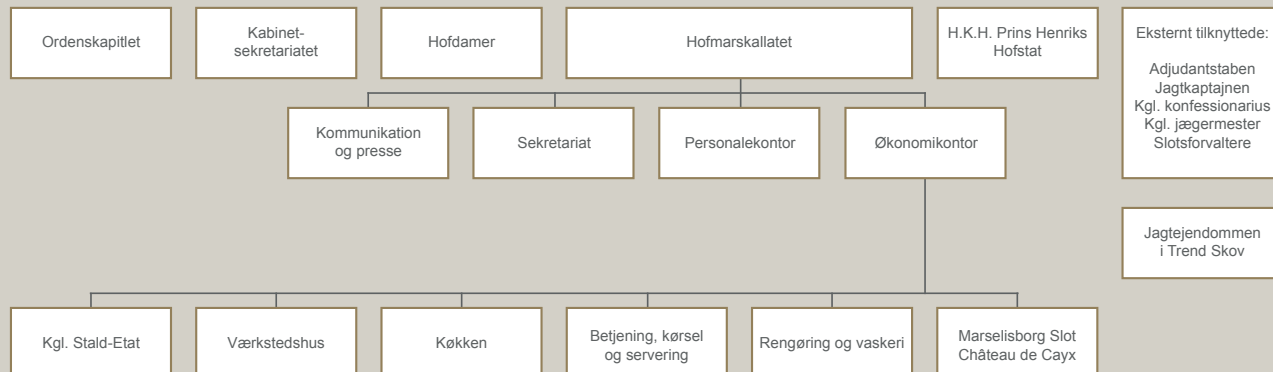 Ordenskapitlet
Kabinet-
sekretariatet
Hofdamer
Hofmarskallatet
H.K.H. Prins Henriks
Hofstat
Eksternt tilknyttede:
Adjudantstaben
Jagtkaptajnen
Kgl. konfessionarius
Kgl. jægermester
Slotsforvaltere
Kommunikation
og presse
Sekretariat
Personalekontor
Økonomikontor
Jagtejendommen
i Trend Skov
Kgl. Stald-Etat
Værkstedshus
Køkken
Betjening, kørsel
og servering
Rengøring og vaskeri
Marselisborg Slot
Château de Cayx